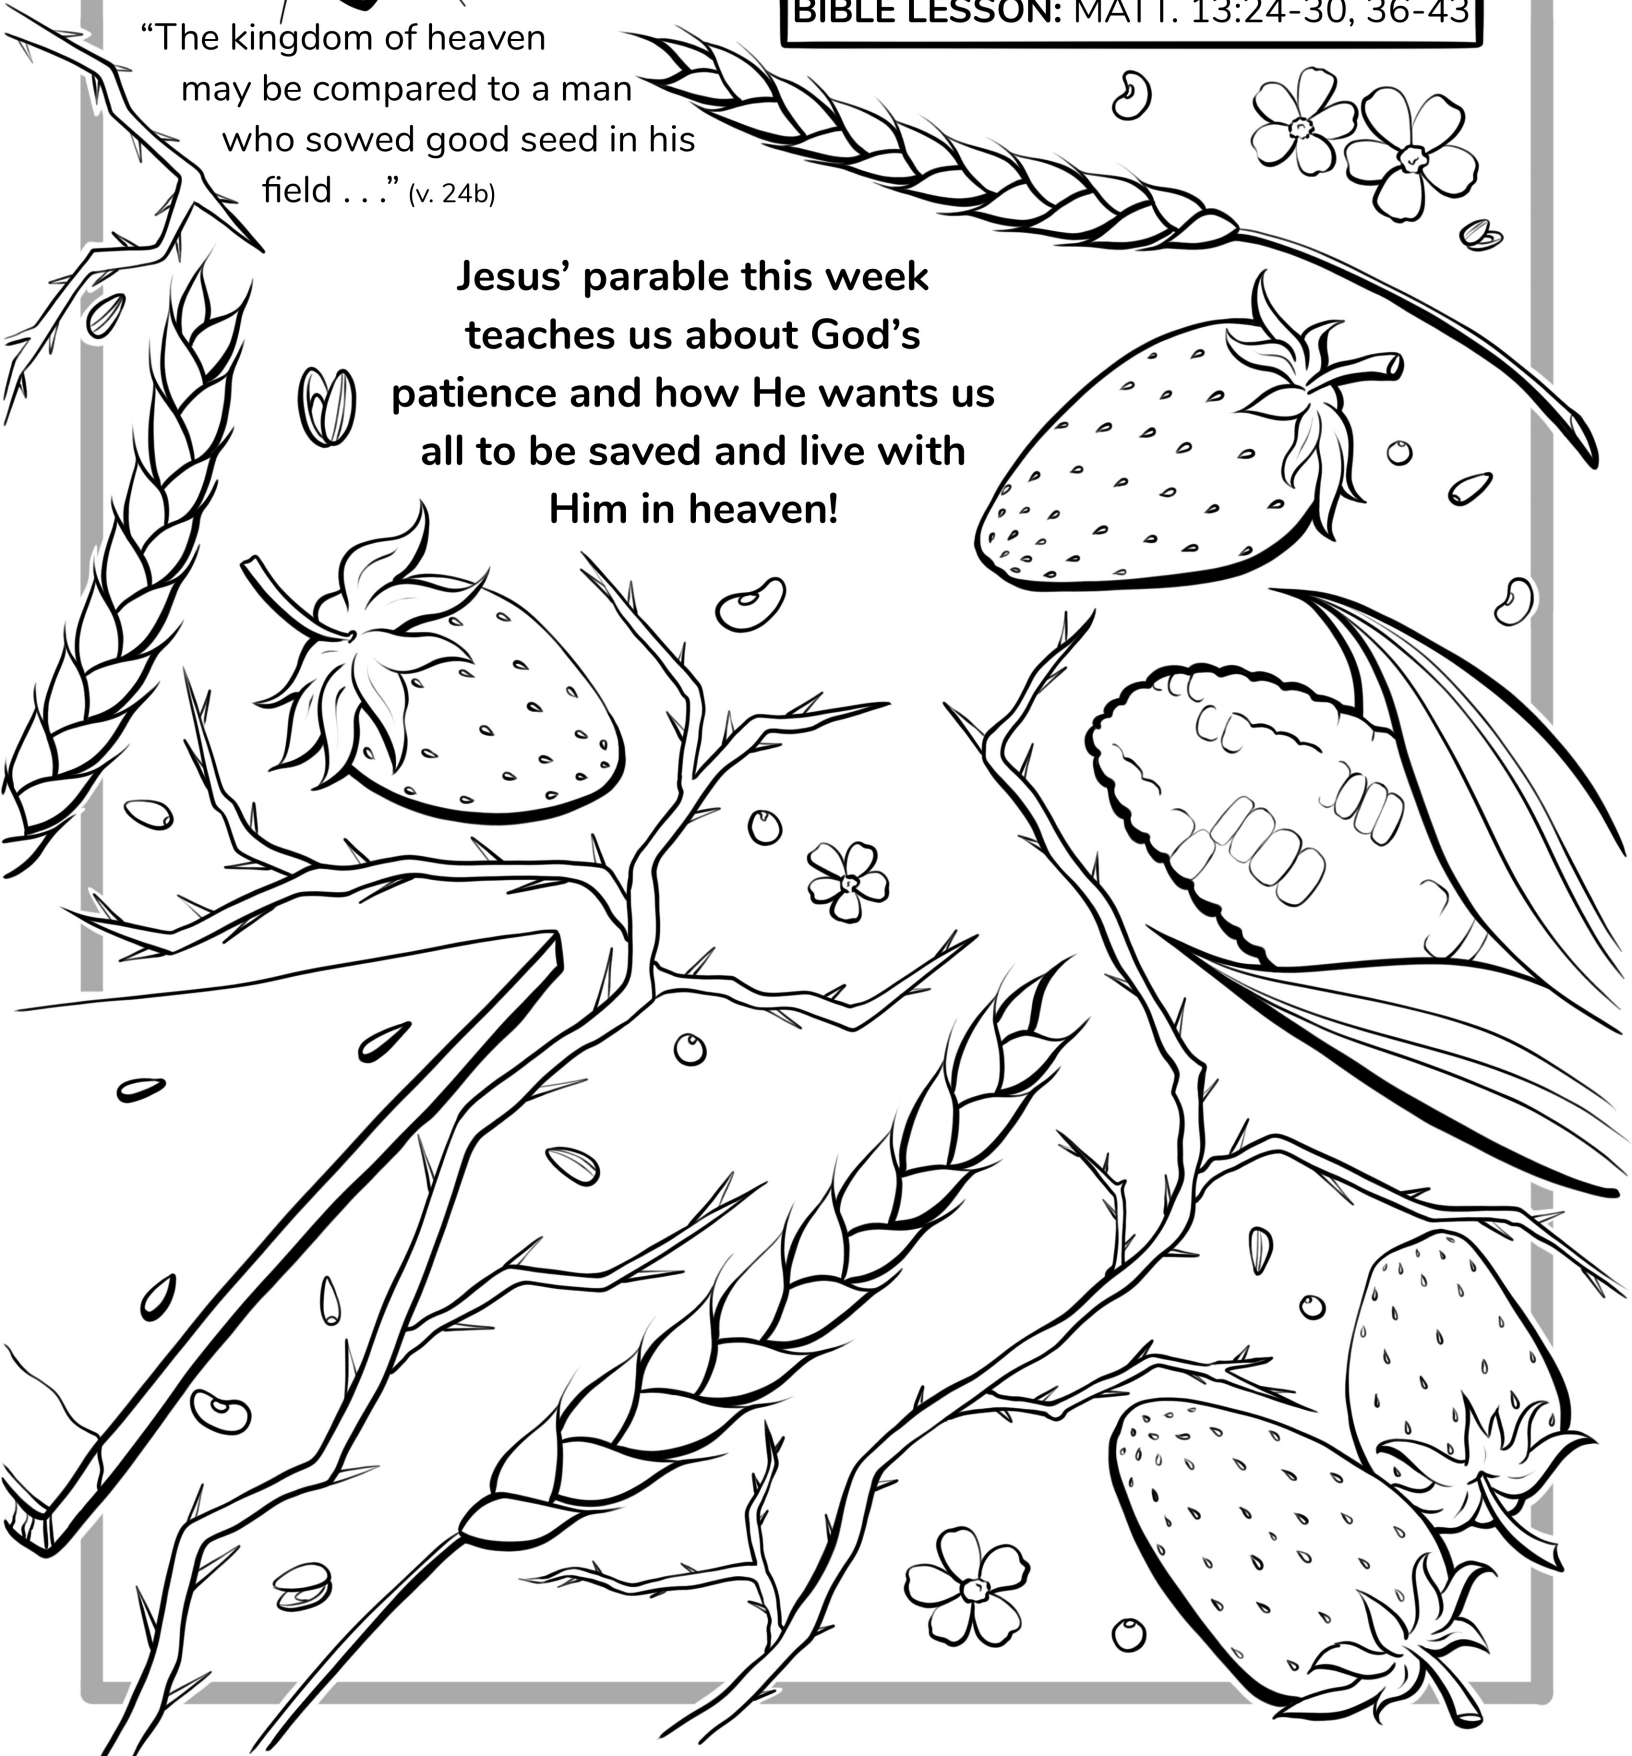 BIBLE LESSON: MATT. 13:24-30, 36-43
“The kingdom of heaven
may be compared to a man
who sowed good seed in his
field . . .” (v. 24b)
Jesus’ parable this week
teaches us about God’s
patience and how He wants us
all to be saved and live with
Him in heaven!